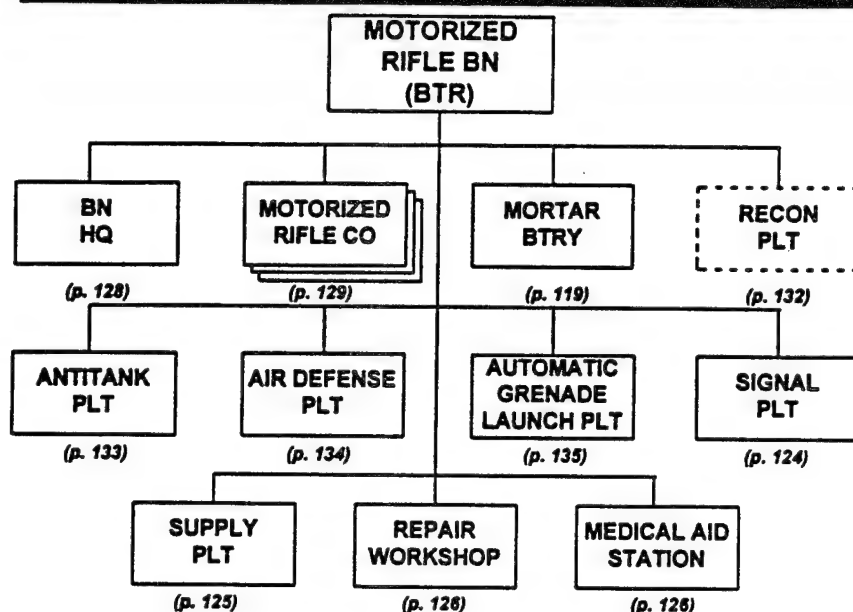 MOTORIZED
RIFLE BN
(BTR)
BN
HQ
(p. 128)
MOTORIZED
RIFLE CO
(p. 129)
MORTAR
BTRY
(p. 119)
RECON
PLT
(p. 132)
ANTITANK
PLT
(p. 133)
AIR DEFENSE
PLT
(p. 134)
AUTOMATIC
GRENADE
LAUNCH PLT
(p. 135)
SIGNAL
PLT
(p. 124)
SUPPLY
PLT
(p. 125)
REPAIR
WORKSHOP
(p. 126)
MEDICAL AID
STATION
(p. 126)